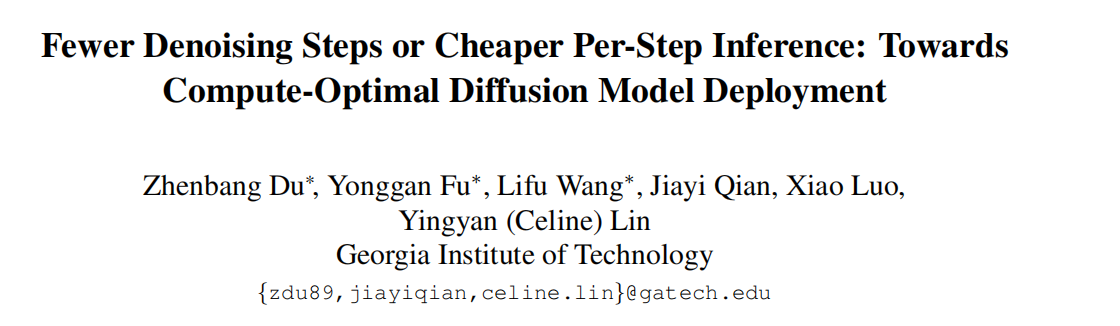 Fewer Denoising Steps or Cheaper Per-Step Inference: Towards
Compute-Optimal Diffusion Model Deployment
Zhenbang Du*, Yonggan Fu*, Lifu Wang*, Jiayi Qian, Xiao Luo,
Yingyan (Celine) Lin
Georgia Institute of Technology
{zdu89,jiayiqian,celine.lin}@gatech.edu